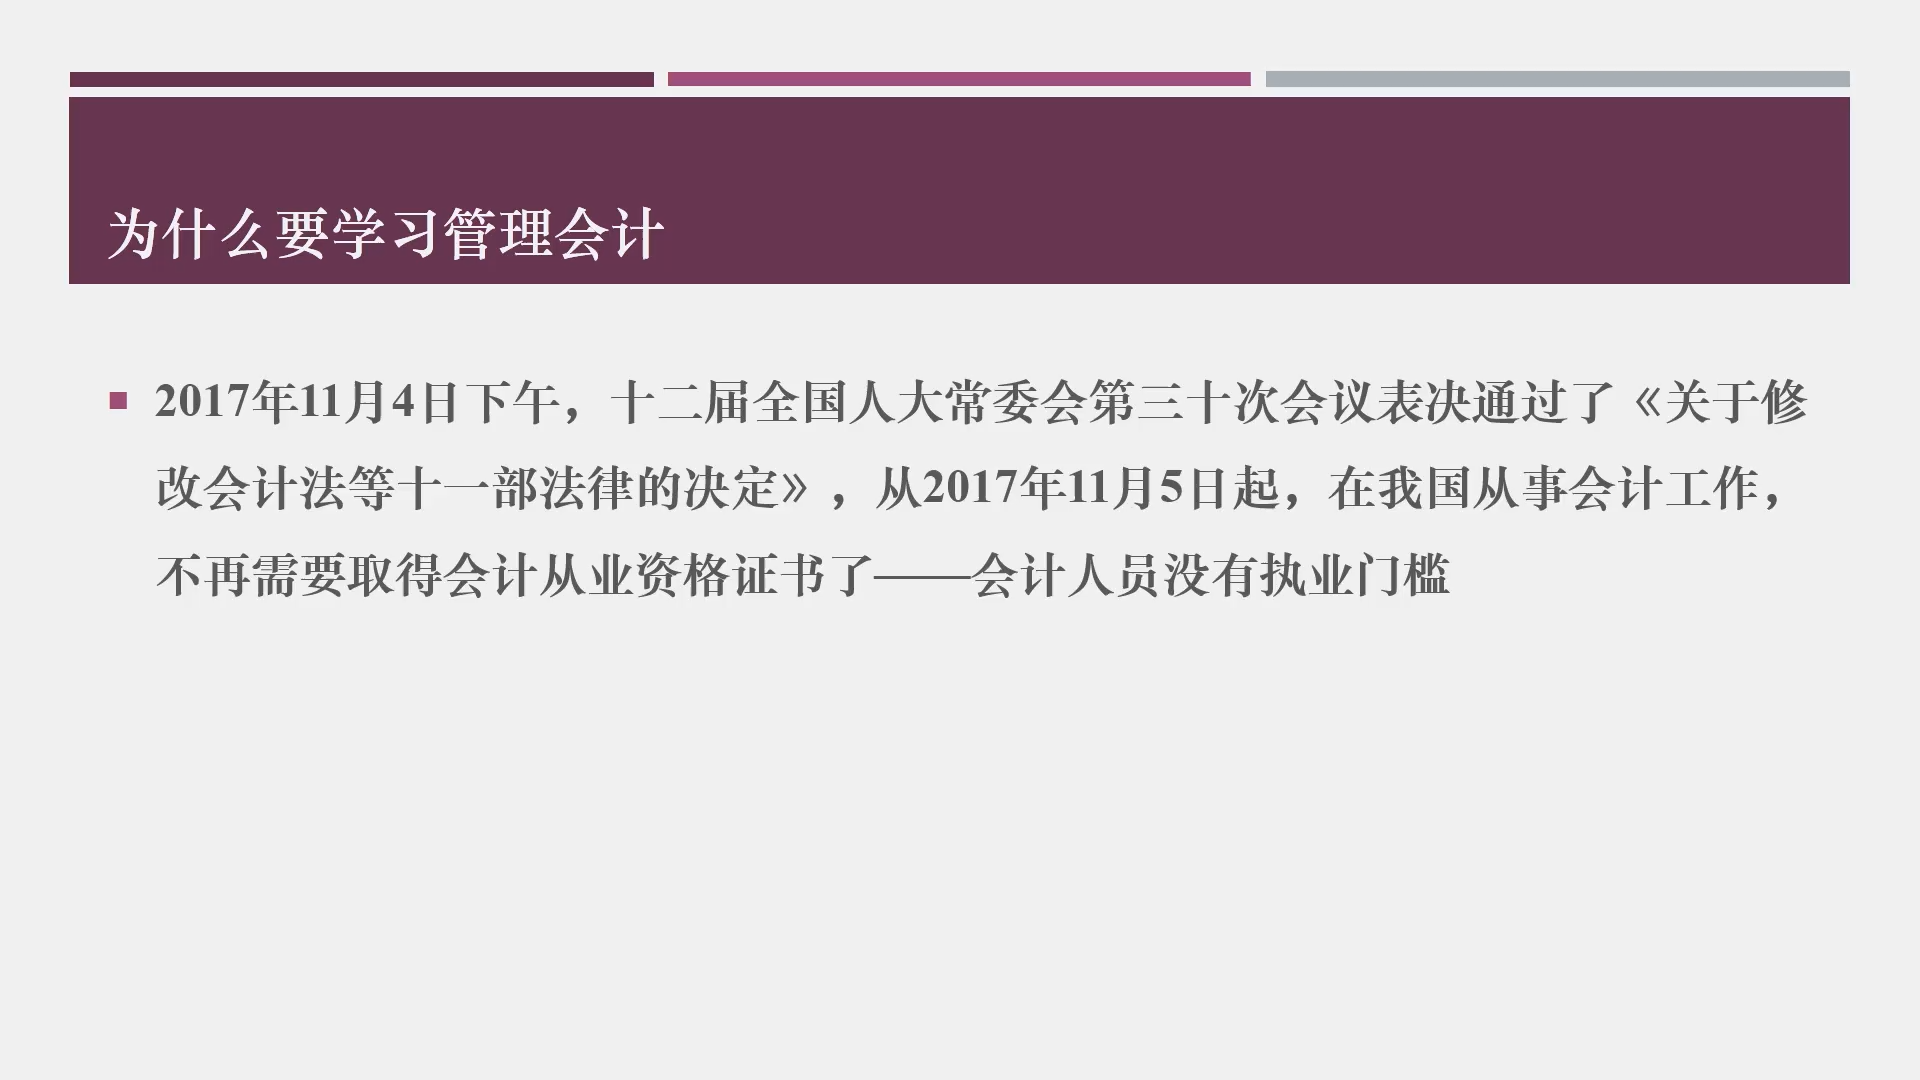 为什么要学习管理会计
2017年11月4日下午，十二届全国人大常委会第三十次会议表决通过了《关于修
改会计法等十一部法律的决定》，从2017年11月5日起，在我国从事会计工作，
不再需要取得会计从业资格证书了——会计人员没有执业门槛